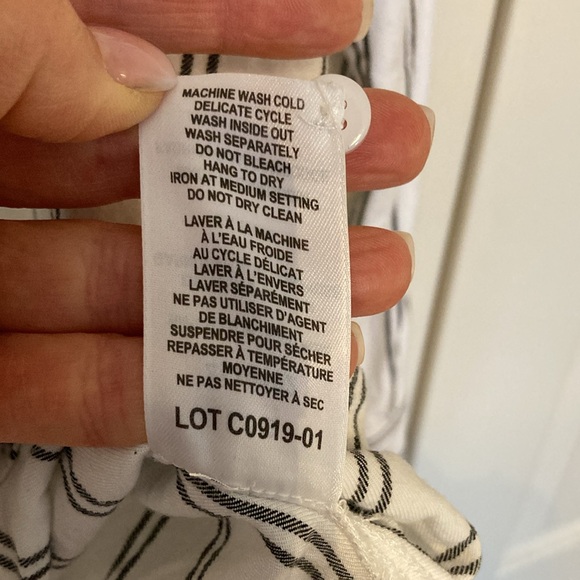 MACHINE WASH COLD
DELICATE CYCLE
WASH INSIDE OUT
WASH SEPARATELY
DO NOT BLEACH
HANG TO DRY
IRON AT MEDIUM SETTING
DO NOT DRY CLEAN
LAVER À LA MACHINE
À L'EAU FROIDE
AU CYCLE DÉLICAT
LAVER À L'ENVERS
LAVER SÉPARÉMENT
NE PAS UTILISER D'AGENT
DE BLANCHIMENT
SUSPENDRE POUR SÉCHER
REPASSER À TEMPÉRATURE
MOYENNE
NE PAS NETTOYER À SEC
LOT C0919-01